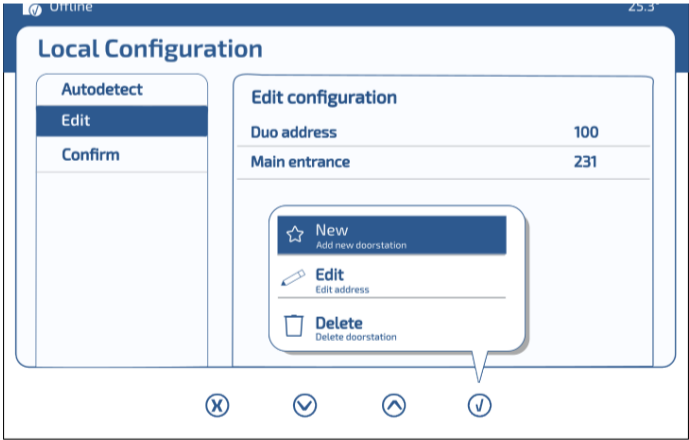 Offline 25.3°
Local Configuration
Autodetect
Edit
Confirm
Edit configuration
Duo address 100
Main entrance 231
New
Add new doorstation
Edit
Edit address
Delete
Delete doorstation